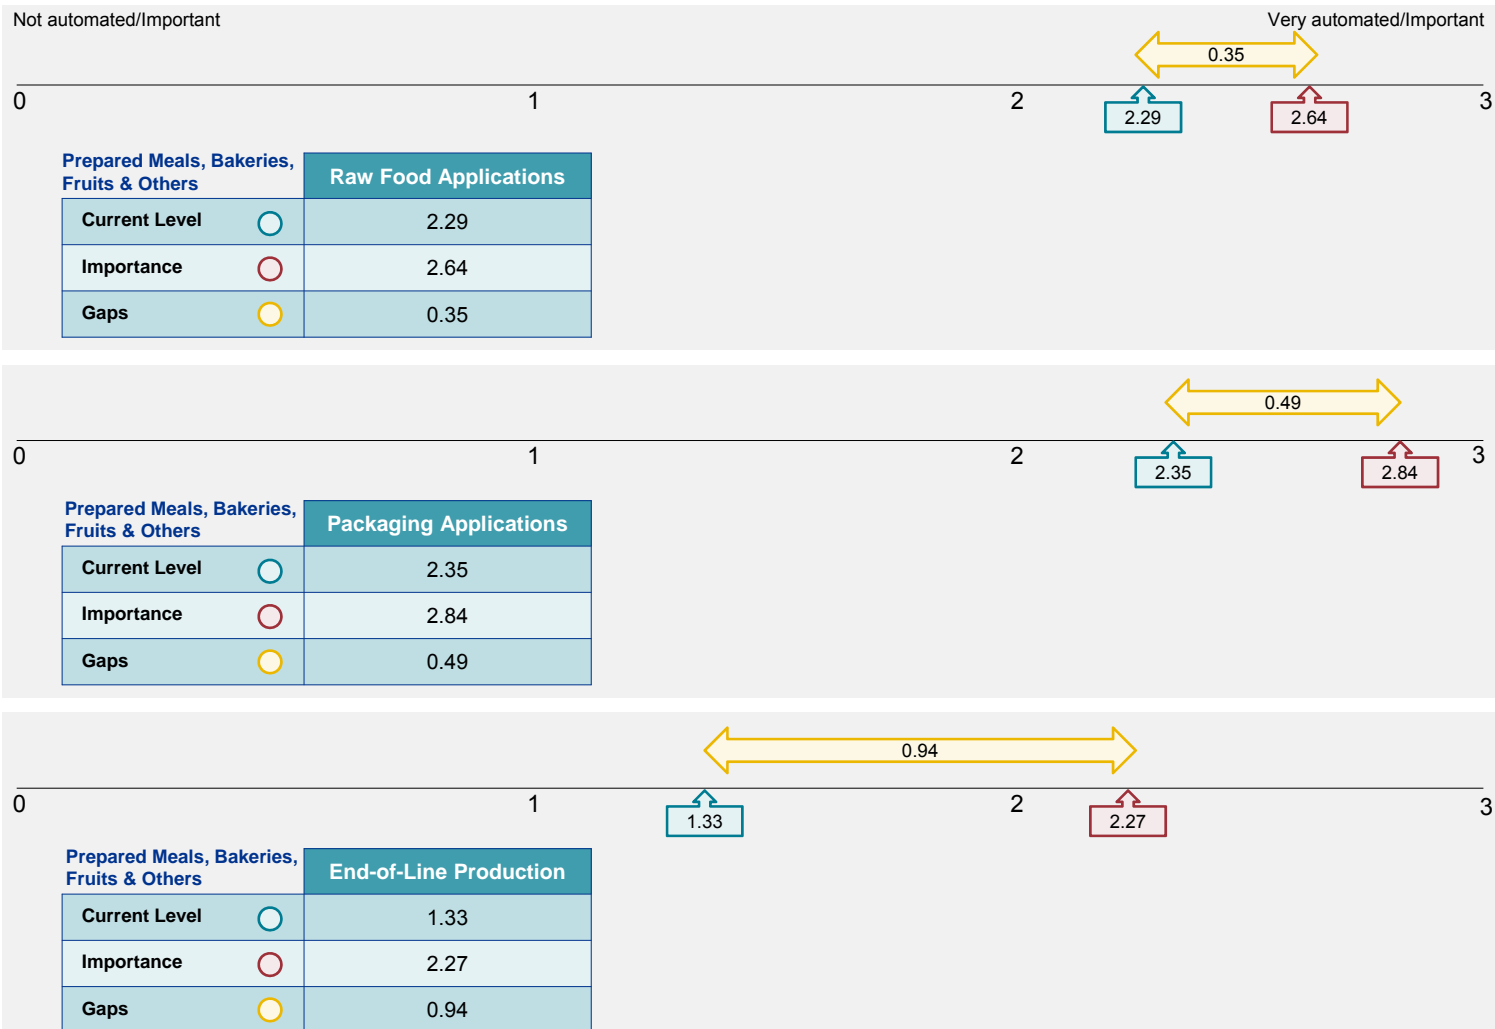 Not automated/Important Very automated/Important
0.35
0 1 2 3
2.29 2.64
Prepared Meals, Bakeries,
Fruits & Others
Raw Food Applications
Current Level 2.29
Importance 2.64
Gaps 0.35
0.49
0 1 2 3
2.35 2.84
Prepared Meals, Bakeries,
Fruits & Others
Packaging Applications
Current Level 2.35
Importance 2.84
Gaps 0.49
0.94
0 1 2 3
1.33 2.27
Prepared Meals, Bakeries,
Fruits & Others
End-of-Line Production
Current Level 1.33
Importance 2.27
Gaps 0.94